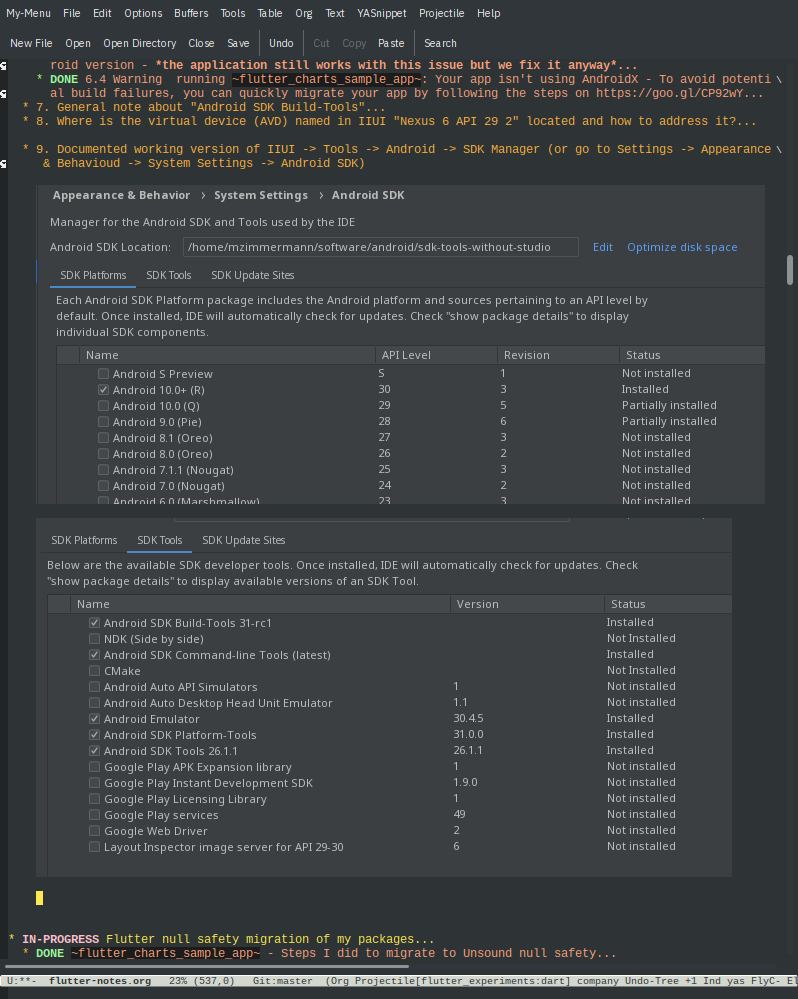 My-Menu File Edit Options Buffers Tools Table Org Text YASnippet Projectile Help
New File Open Open Directory Close Save Undo Cut Copy Paste Search
roid version - *the application still works with this issue but we fix it anyway*...
* DONE 6.4 Warning  running ~flutter_charts_sample_app~: Your app isn't using AndroidX - To avoid potenti\
al build failures, you can quickly migrate your app by following the steps on https://goo.gl/CP92wY...
* 7. General note about "Android SDK Build-Tools"...
* 8. Where is the virtual device (AVD) named in IIUI "Nexus 6 API 29 2" located and how to address it?...
* 9. Documented working version of IIUI -> Tools -> Android -> SDK Manager (or go to Settings -> Appearance \
& Behavioud -> System Settings -> Android SDK)
Appearance & Behavior › System Settings › Android SDK
Manager for the Android SDK and Tools used by the IDE
Android SDK Location: /home/mzimmermann/software/android/sdk-tools-without-studio Edit Optimize disk space
SDK Platforms SDK Tools SDK Update Sites
Each Android SDK Platform package includes the Android platform and sources pertaining to an API level by
default. Once installed, IDE will automatically check for updates. Check "show package details" to display
individual SDK components.
Name API Level Revision Status
Android S Preview S 1 Not installed
Android 10.0+ (R) 30 3 Installed
Android 10.0 (Q) 29 5 Partially installed
Android 9.0 (Pie) 28 6 Partially installed
Android 8.1 (Oreo) 27 3 Not installed
Android 8.0 (Oreo) 26 2 Not installed
Android 7.1.1 (Nougat) 25 3 Not installed
Android 7.0 (Nougat) 24 2 Not installed
Android 6.0 (Marshmallow) 23 3 Not installed
SDK Platforms SDK Tools SDK Update Sites
Below are the available SDK developer tools. Once installed, IDE will automatically check for updates. Check
"show package details" to display available versions of an SDK Tool.
Name Version Status
Android SDK Build-Tools 31-rc1 Installed
NDK (Side by side) Not Installed
Android SDK Command-line Tools (latest) Installed
CMake Not Installed
Android Auto API Simulators 1 Not installed
Android Auto Desktop Head Unit Emulator 1.1 Not installed
Android Emulator 30.4.5 Installed
Android SDK Platform-Tools 31.0.0 Installed
Android SDK Tools 26.1.1 26.1.1 Installed
Google Play APK Expansion library 1 Not installed
Google Play Instant Development SDK 1.9.0 Not installed
Google Play Licensing Library 1 Not installed
Google Play services 49 Not installed
Google Web Driver 2 Not installed
Layout Inspector image server for API 29-30 6 Not installed
* IN-PROGRESS Flutter null safety migration of my packages...
* DONE ~flutter_charts_sample_app~ - Steps I did to migrate to Unsound null safety...
U:**-  flutter-notes.org   23% (537,0)   Git:master  (Org Projectile[flutter_experiments:dart] company Undo-Tree +1 Ind yas FlyC- El